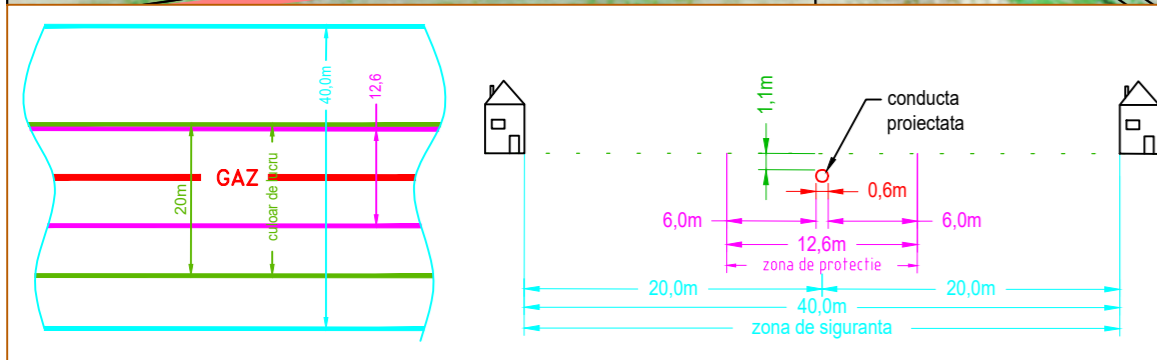 40,0m
12,6
GAZ
20m
culoar de lucru
1,1m
conducta
proiectata
0,6m
6,0m
6,0m
12,6m
zona de protectie
20,0m
20,0m
40,0m
zona de siguranta